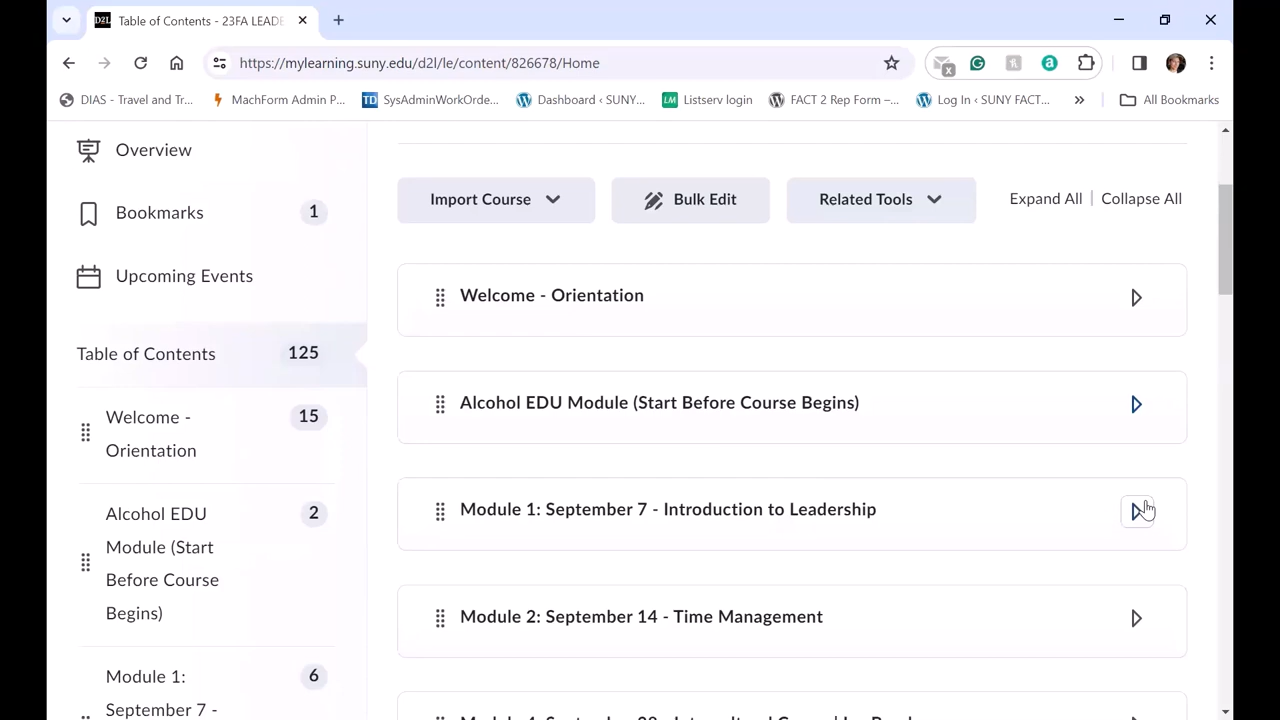 D2L
Table of Contents - 23FA LEADE
https://mylearning.suny.edu/d2l/le/content/826678/Home
x
DIAS - Travel and Tr...
MachForm Admin P...
TD
SysAdminWorkOrde...
Dashboard ‹ SUNY...
LM
Listserv login
FACT 2 Rep Form –...
Log In ‹ SUNY FACT...
»
All Bookmarks
Overview
Bookmarks
1
Upcoming Events
Table of Contents
125
Welcome -
Orientation
15
Alcohol EDU
Module (Start
Before Course
Begins)
2
Module 1:
September 7 -
6
Import Course
Bulk Edit
Related Tools
Expand All | Collapse All
Welcome - Orientation
Alcohol EDU Module (Start Before Course Begins)
Module 1: September 7 - Introduction to Leadership
Module 2: September 14 - Time Management